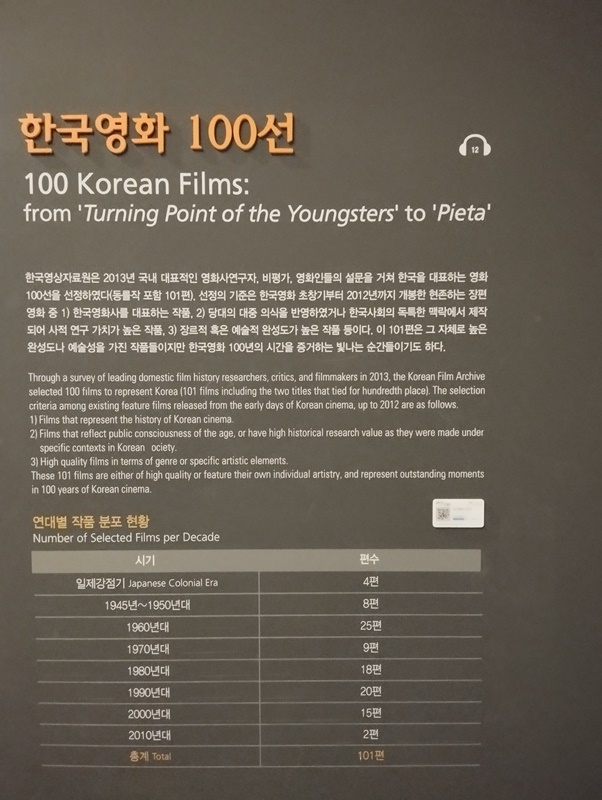 한국영화 100선
12
100 Korean Films:
from 'Turning Point of the Youngsters' to 'Pieta'
한국영상자료원은 2013년 국내 대표적인 영화사연구자, 비평가, 영화인들의 설문을 거쳐 한국을 대표하는 영화
100선을 선정하였다(동률작 포함 101편). 선정의 기준은 한국영화 초창기부터 2012년까지 개봉한 현존하는 장편
영화 중 1) 한국영화사를 대표하는 작품, 2) 당대의 대중 의식을 반영하였거나 한국사회의 독특한 맥락에서 제작
되어 사적 연구 가치가 높은 작품, 3) 장르적 혹은 예술적 완성도가 높은 작품 등이다. 이 101편은 그 자체로 높은
완성도나 예술성을 가진 작품들이지만 한국영화 100년의 시간을 증거하는 빛나는 순간들이기도 하다.
Through a survey of leading domestic film history researchers, critics, and filmmakers in 2013, the Korean Film Archive
selected 100 films to represent Korea (101 films including the two titles that tied for hundredth place). The selection
criteria among existing feature films released from the early days of Korean cinema, up to 2012 are as follows.
1) Films that represent the history of Korean cinema.
2) Films that reflect public consciousness of the age, or have high historical research value as they were made under
specific contexts in Korean ociety.
3) High quality films in terms of genre or specific artistic elements.
These 101 films are either of high quality or feature their own individual artistry, and represent outstanding moments
in 100 years of Korean cinema.
연대별 작품 분포 현황
Number of Selected Films per Decade
시기 편수
일제강점기 Japanese Colonial Era 4편
1945년~1950년대 8편
1960년대 25편
1970년대 9편
1980년대 18편
1990년대 20편
2000년대 15편
2010년대 2편
총계 Total 101편